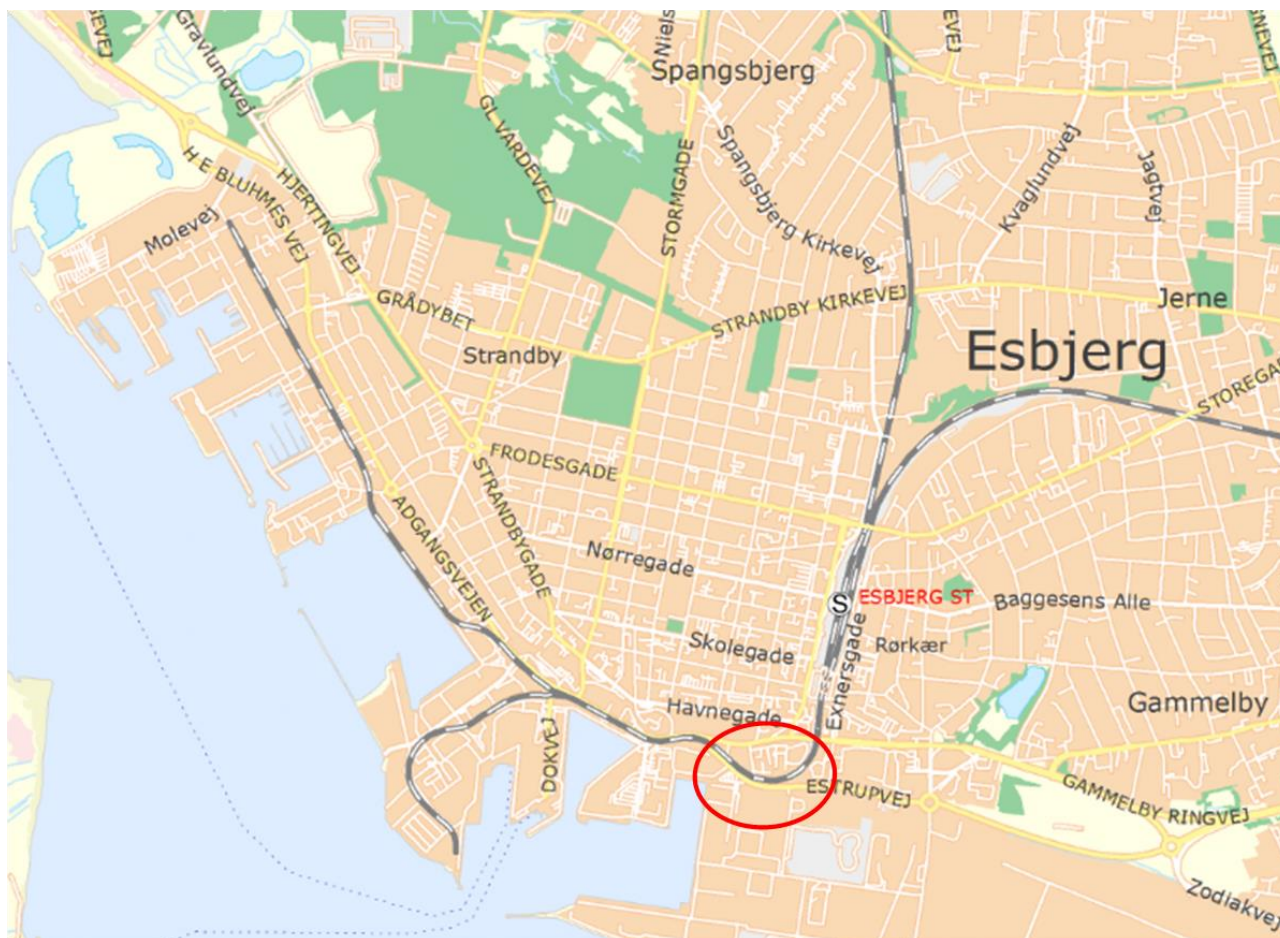 GEVEJ
Gravlundvej
GL VARDEVEJ
Niels
Spangsbjerg
Spangsbjerg Kirkevej
STORMGADE
Kvaglundvej
Jagtvej
H E BLUHMES VEJ
HJERTINGVEJ
Molevej
GRÅDYBET
Strandby
STRANDBY KIRKEVEJ
Jerne
Esbjerg
STOREGA
FRODESGADE
STRANDBYGADE
ADGANGSVEJEN
Nørregade
S
ESBJERG ST
Baggesens Alle
Skolegade
Exnersgade
Rørkær
Havnegade
Gammelby
DOKVEJ
ESTRUPVEJ
GAMMELBY RINGVEJ
Zodiakvej